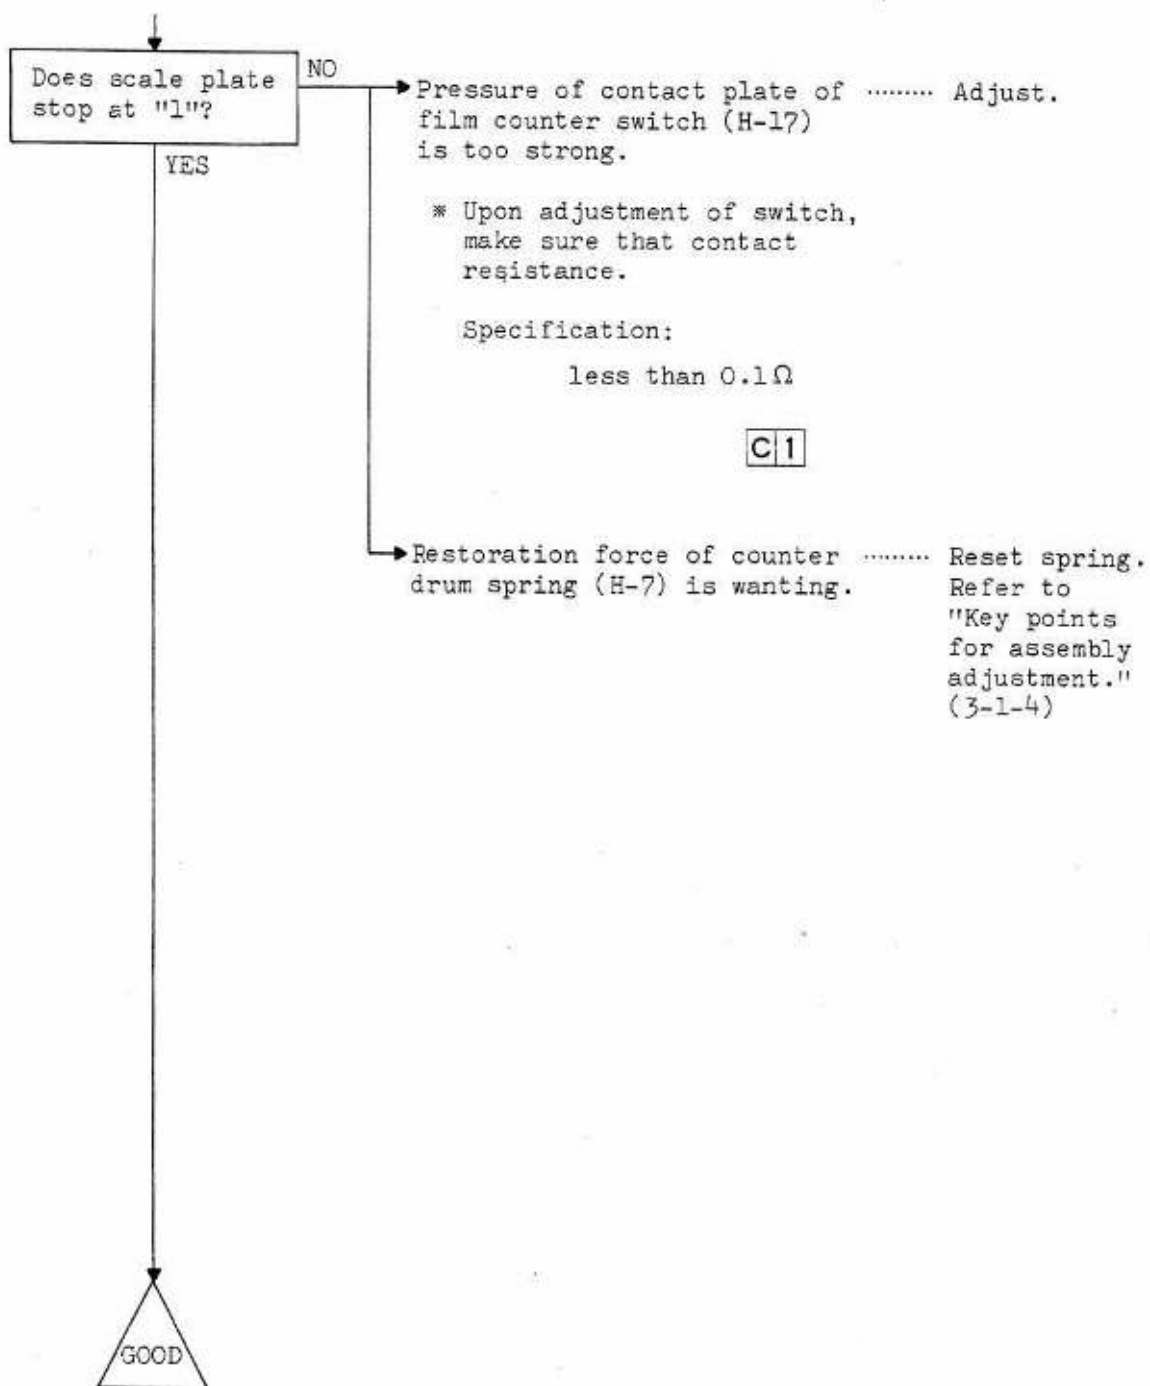 Does scale plate
stop at "1"?
NO
YES
Pressure of contact plate of ......... Adjust.
film counter switch (H-17)
is too strong.
※ Upon adjustment of switch,
make sure that contact
resistance.
Specification:
less than 0.1Ω
C 1
Restoration force of counter ......... Reset spring.
drum spring (H-7) is wanting.
Refer to
"Key points
for assembly
adjustment."
(3-1-4)
GOOD